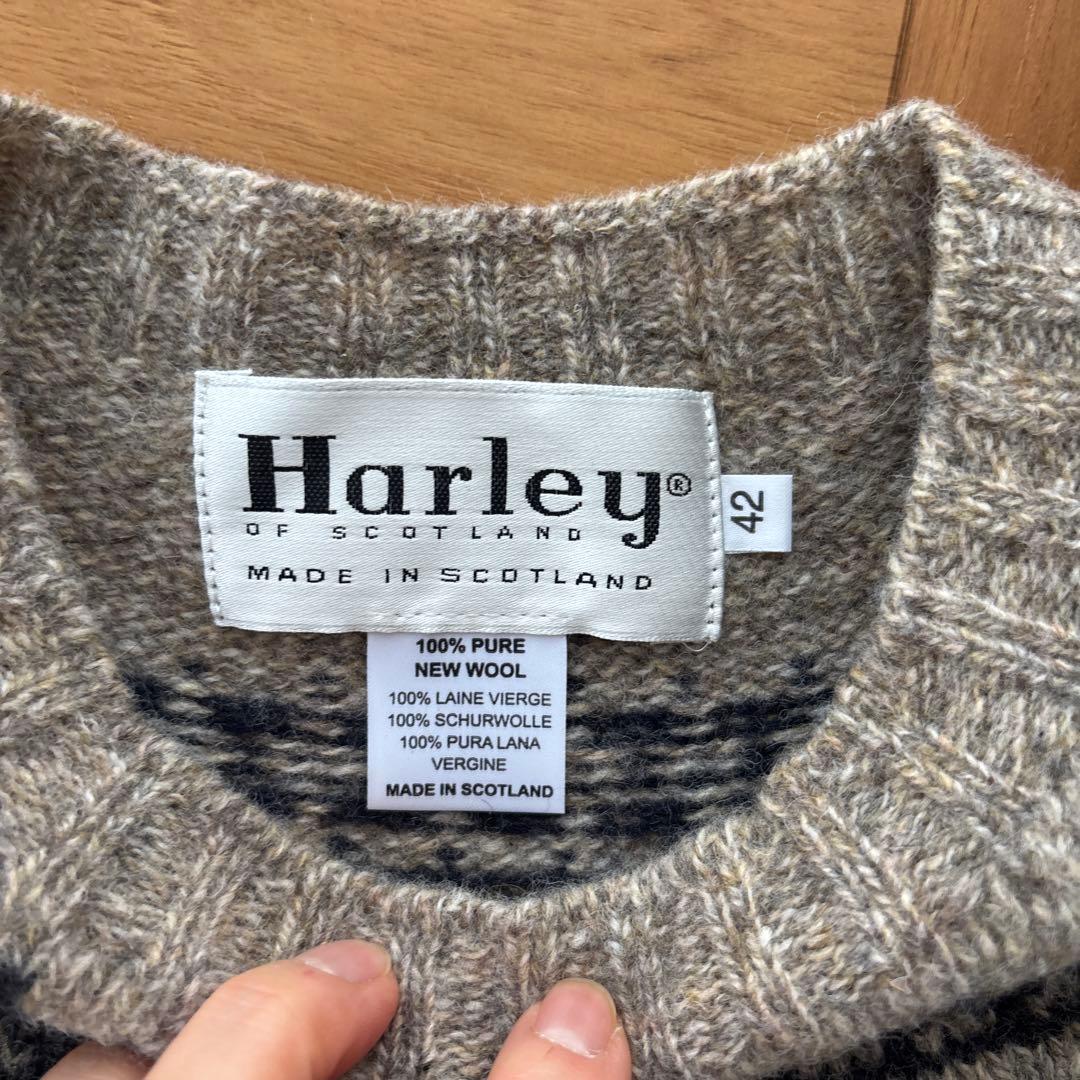 Harley®
OF SCOTLAND
MADE IN SCOTLAND
42
100% PURE
NEW WOOL
100% LAINE VIERGE
100% SCHURWOLLE
100% PURA LANA
VERGINE
MADE IN SCOTLAND